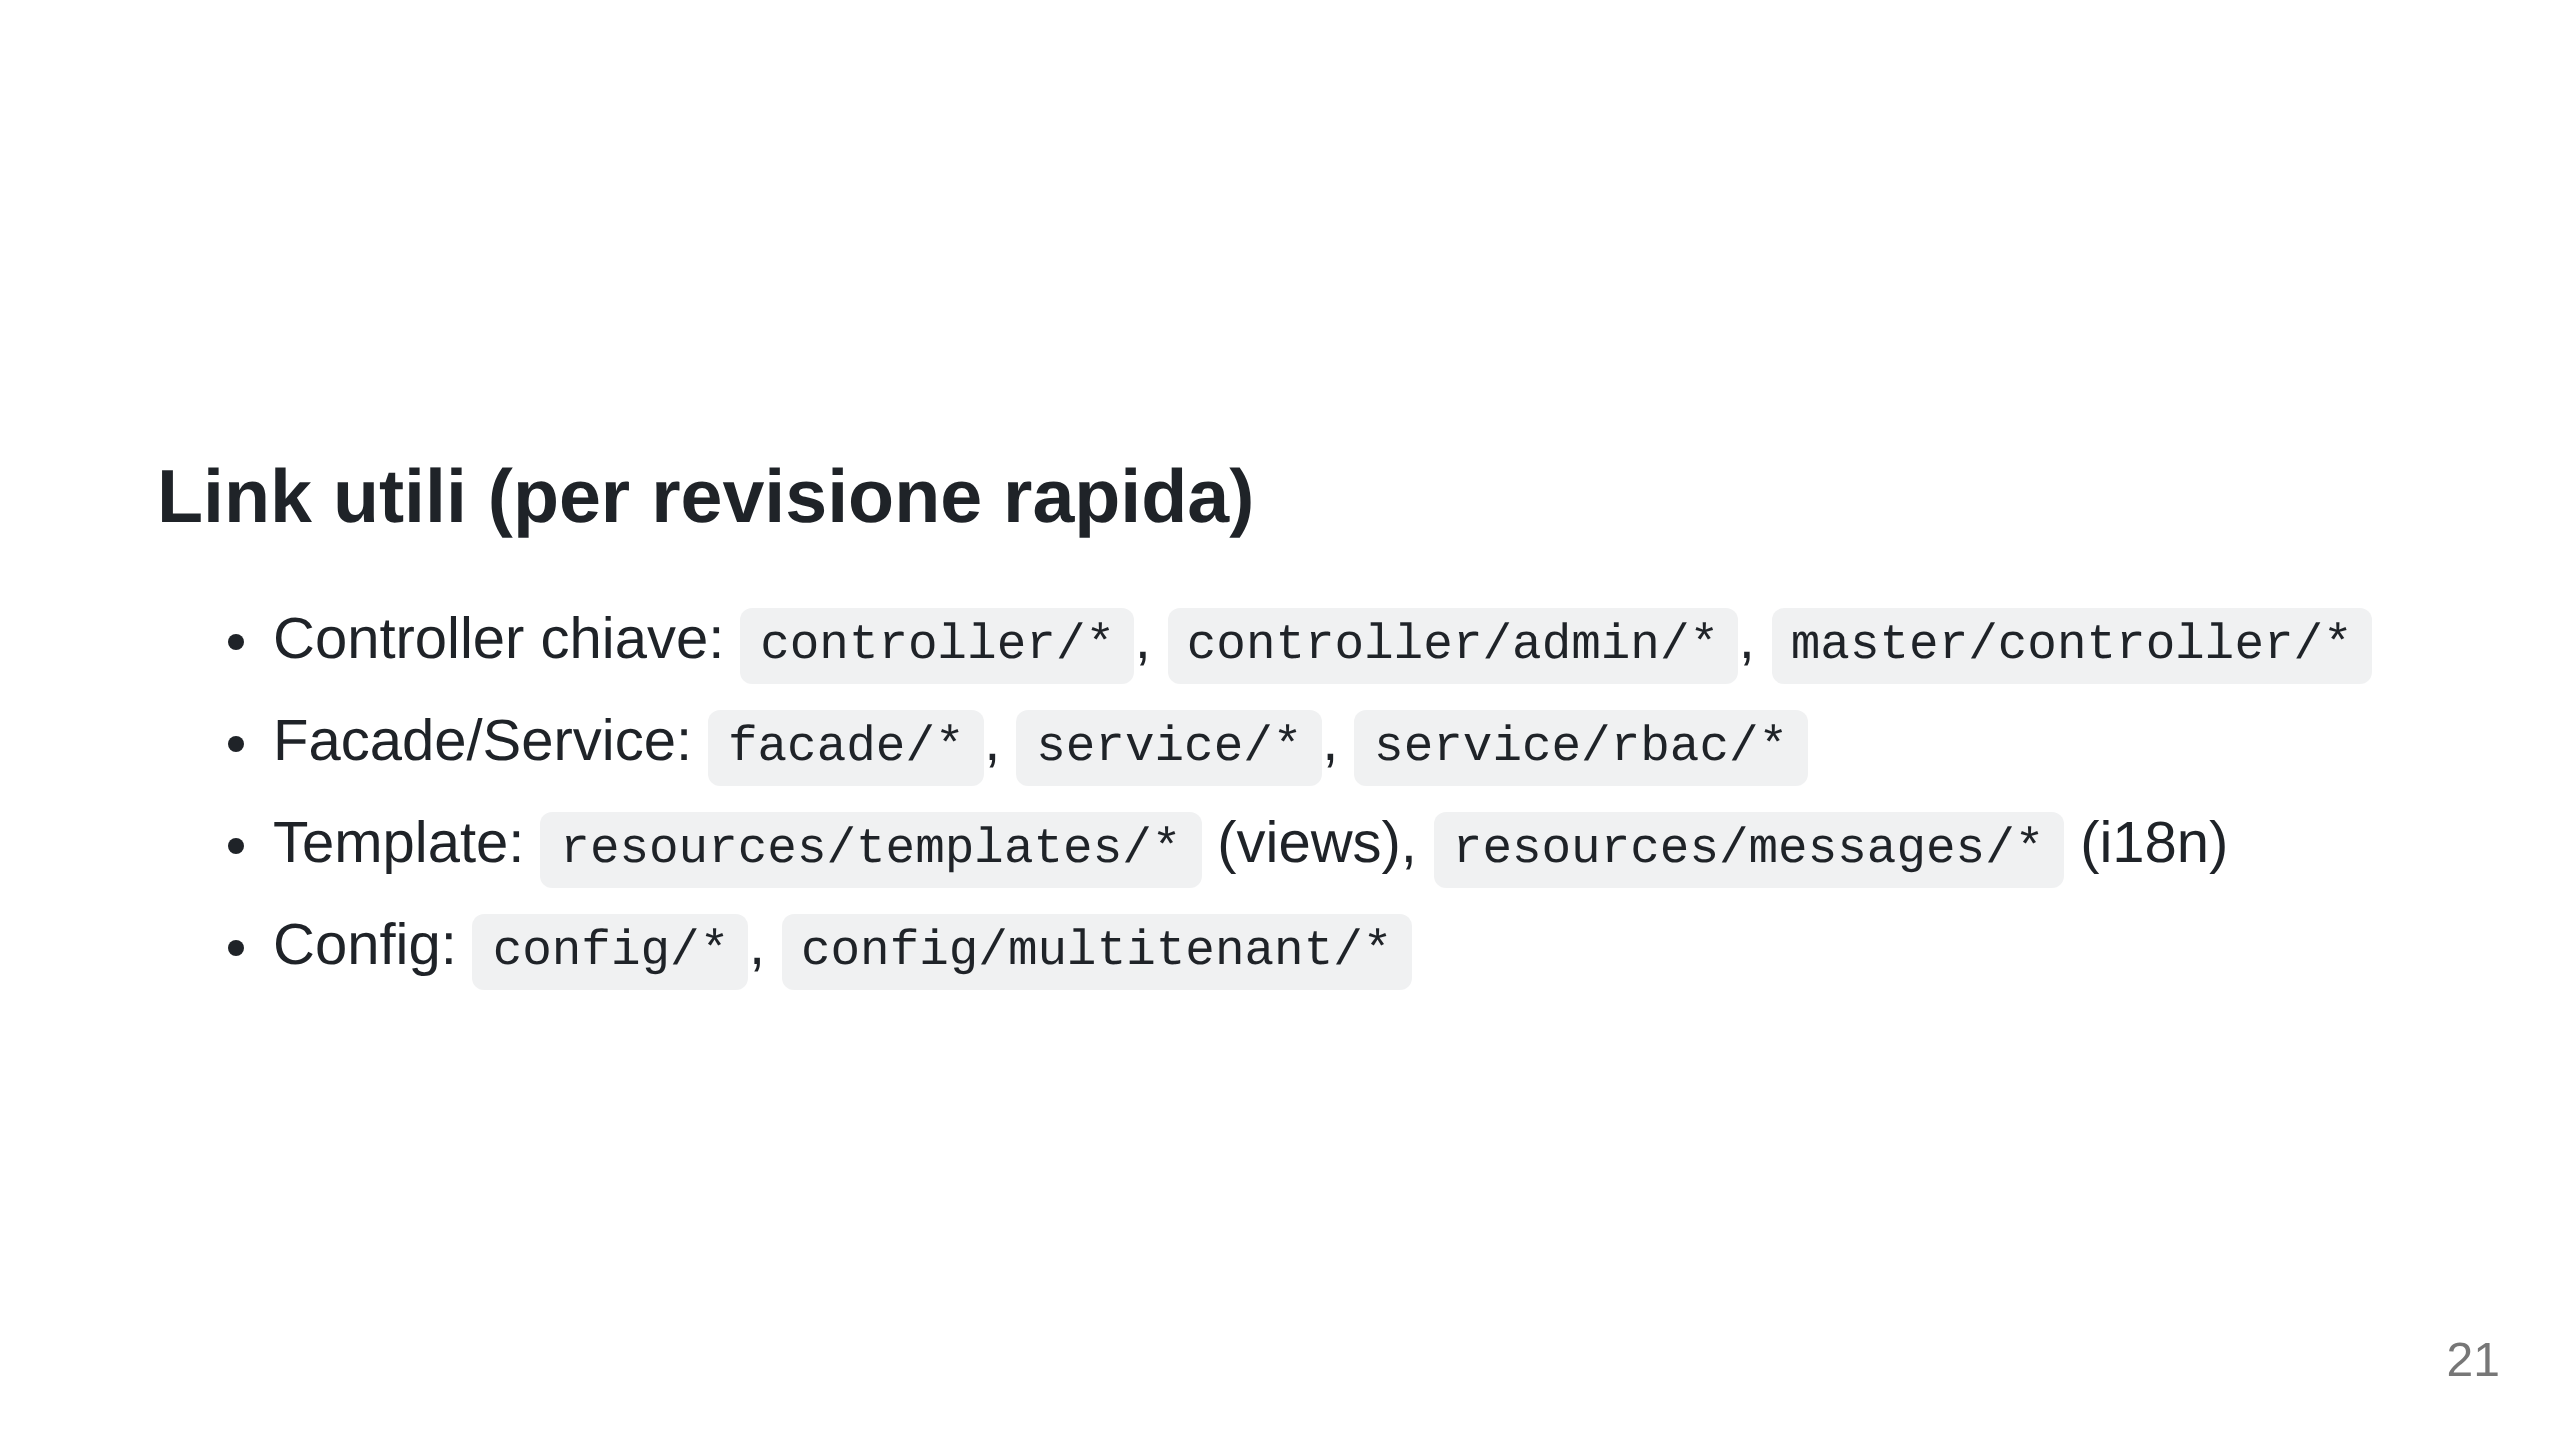 Link utili (per revisione rapida)
• Controller chiave: controller/*, controller/admin/*, master/controller/*
• Facade/Service: facade/*, service/*, service/rbac/*
• Template: resources/templates/* (views), resources/messages/* (i18n)
• Config: config/*, config/multitenant/*
21